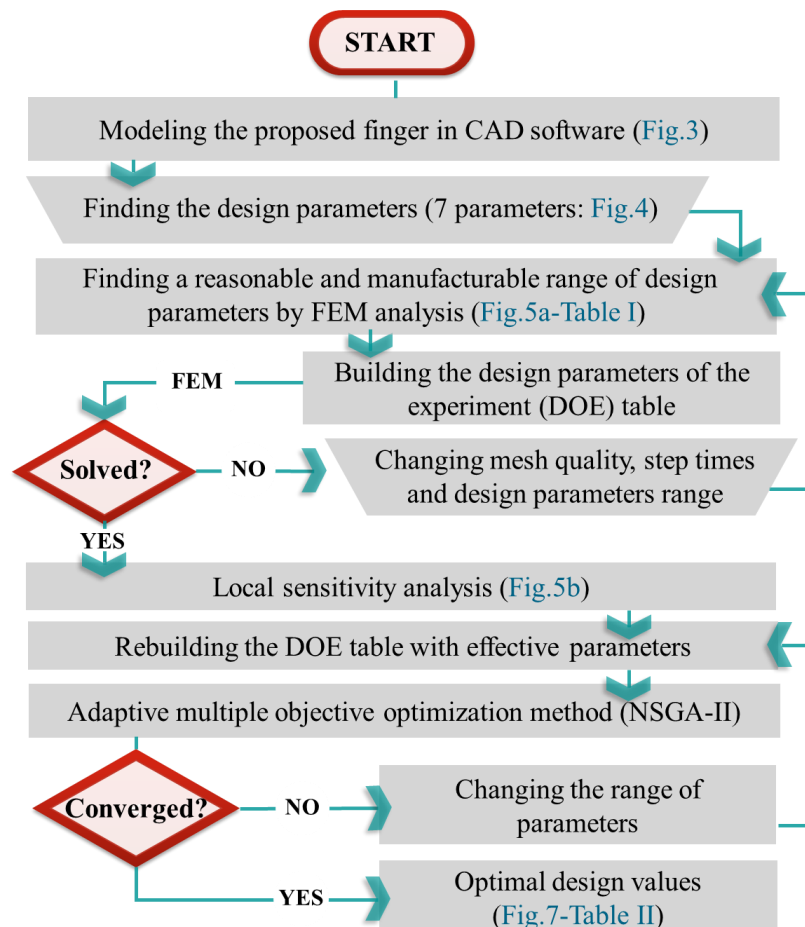 START
Modeling the proposed finger in CAD software (Fig.3)
Finding the design parameters (7 parameters: Fig.4)
Finding a reasonable and manufacturable range of design
parameters by FEM analysis (Fig.5a-Table I)
FEM
Building the design parameters of the
experiment (DOE) table
Solved?
NO
Changing mesh quality, step times
and design parameters range
YES
Local sensitivity analysis (Fig.5b)
Rebuilding the DOE table with effective parameters
Adaptive multiple objective optimization method (NSGA-II)
Converged?
NO
Changing the range of
parameters
YES
Optimal design values
(Fig.7-Table II)